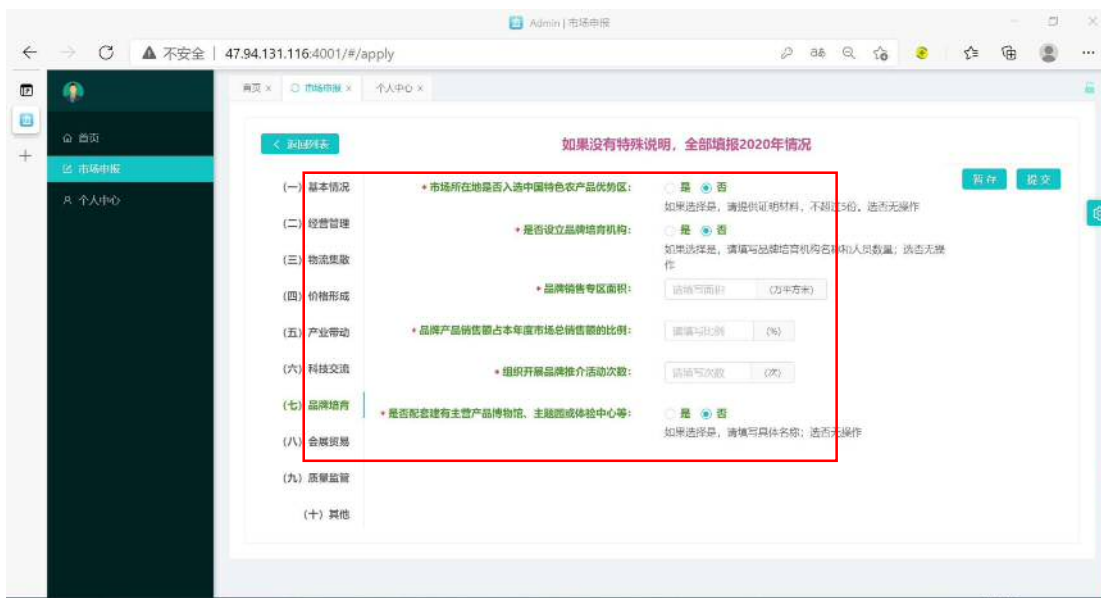 Admin | 市场申报
不安全 | 47.94.131.116:4001/#/apply
首页 × 市场申报 × 个人中心 ×
首页
市场申报
个人中心
< 返回列表
如果没有特殊说明，全部填报2020年情况
暂存 提交
(一) 基本情况
(二) 经营管理
(三) 物流集散
(四) 价格形成
(五) 产业带动
(六) 科技交流
(七) 品牌培育
(八) 会展贸易
(九) 质量监管
(十) 其他
* 市场所在地是否入选中国特色农产品优势区： 是 否
如果选择是，请提供证明材料，不超过5份，选否无操作
* 是否设立品牌培育机构： 是 否
如果选择是，请填写品牌培育机构名称和人员数量；选否无操
作
* 品牌销售专区面积： 请填写面积 (万平方米)
* 品牌产品销售额占本年度市场总销售额的比例： 请填写比例 (%)
* 组织开展品牌推介活动次数： 请填写次数 (次)
* 是否配套建有主营产品博物馆、主题园或体验中心等： 是 否
如果选择是，请填写具体名称；选否无操作